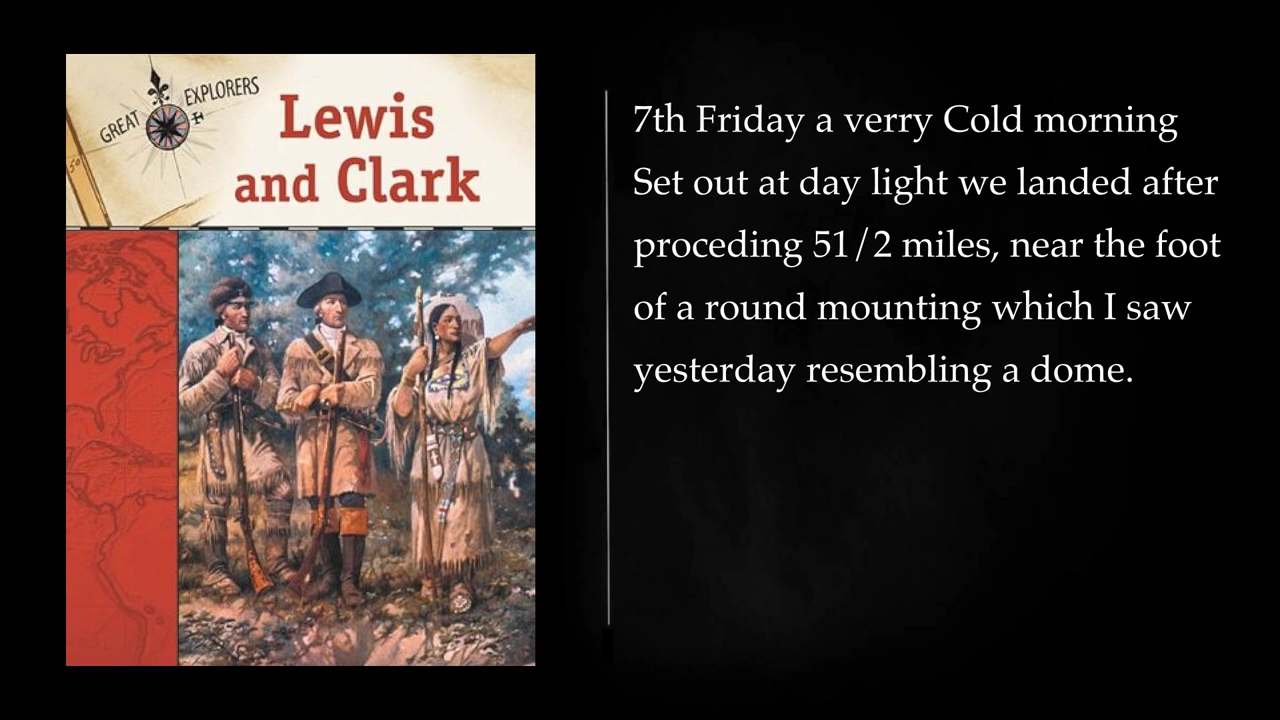 GREAT EXPLORERS
Lewis
and Clark
7th Friday a verry Cold morning
Set out at day light we landed after
proceding 51/2 miles, near the foot
of a round mounting which I saw
yesterday resembling a dome.